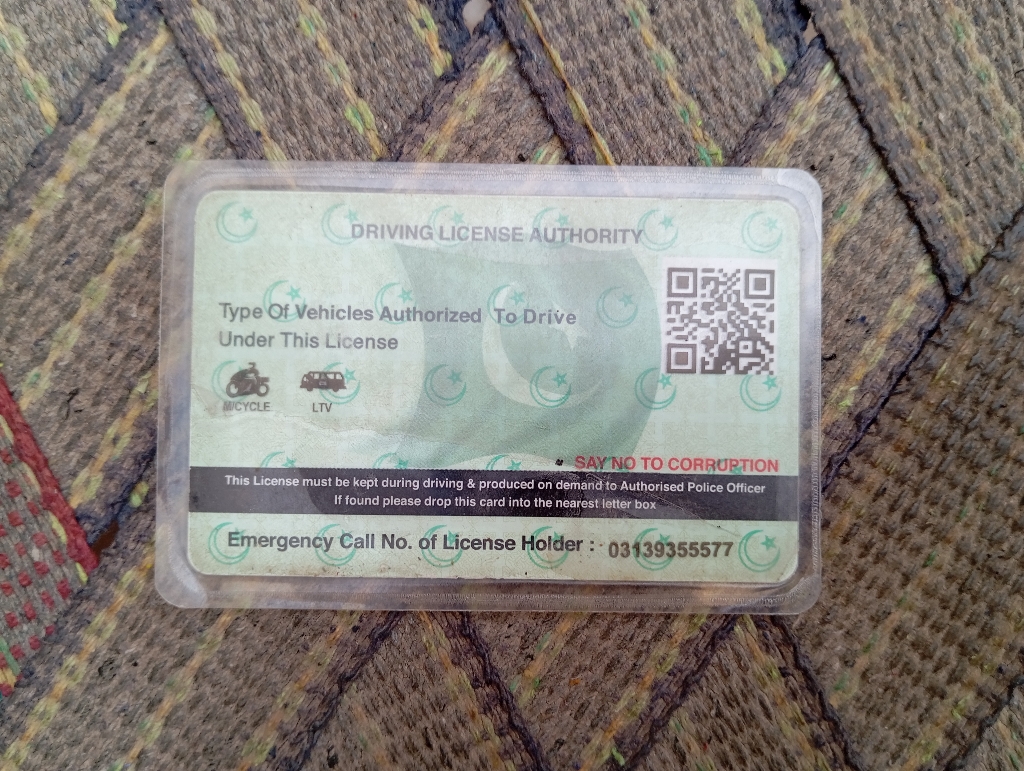 DRIVING LICENSE AUTHORITY
Type Of Vehicles Authorized To Drive
Under This License
M/CYCLE LTV
SAY NO TO CORRUPTION
This License must be kept during driving & produced on demand to Authorised Police Officer
If found please drop this card into the nearest letter box
Emergency Call No. of License Holder : 03139355577